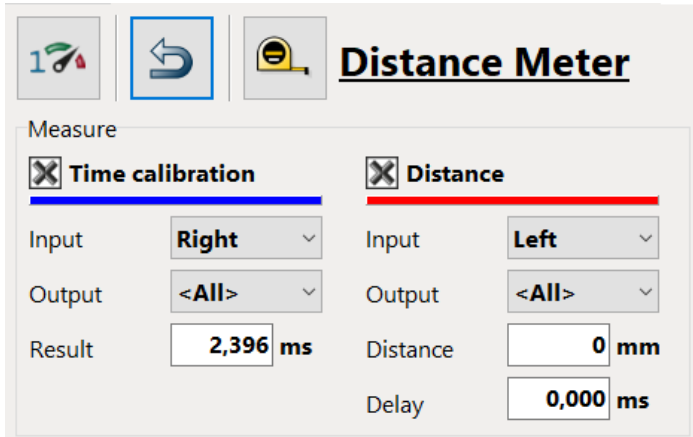 1
Distance Meter
Measure
Time calibration
Input Right
Output <All>
Result 2,396 ms
Distance
Input Left
Output <All>
Distance 0 mm
Delay 0,000 ms